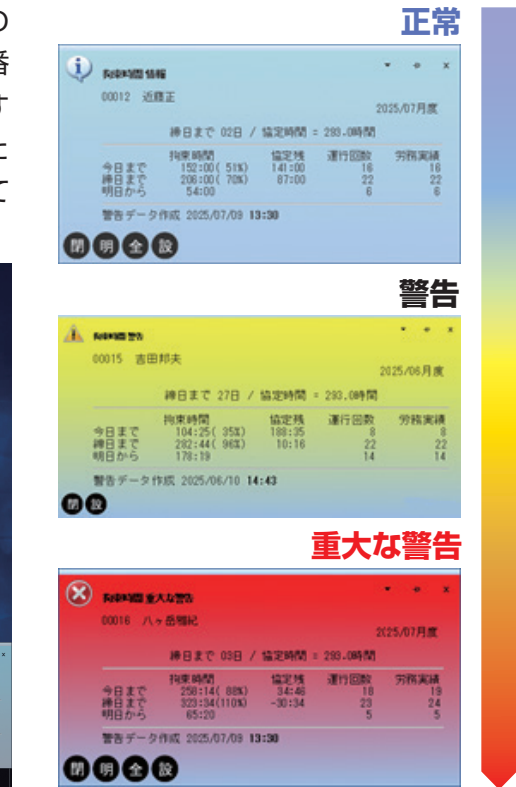 の
番
す
に
て
正常
拘束時間 情報
00012 近藤正
2025/07月度
締日まで 02日 / 協定時間 = 293.0時間
拘束時間 協定残 運行回数 労務実績
今日まで 152:00( 51%) 141:00 16 16
締日まで 206:00( 70%) 87:00 22 22
明日から 54:00 6 6
警告データ作成 2025/07/09 13:30
閉 明 全 設
警告
拘束時間 警告
00015 吉田邦夫
2025/06月度
締日まで 27日 / 協定時間 = 293.0時間
拘束時間 協定残 運行回数 労務実績
今日まで 104:25( 35%) 188:35 8 8
締日まで 282:44( 96%) 10:16 22 22
明日から 178:19 14 14
警告データ作成 2025/06/10 14:43
閉 設
重大な警告
拘束時間 重大な警告
00016 八ヶ岳
2025/07月度
締日まで 03日 / 協定時間 = 293.0時間
拘束時間 協定残 運行回数 労務実績
今日まで 258:14( 88%) 34:46 18 19
締日まで 323:34(110%) -30:34 23 24
明日から 65:20 5 5
警告データ作成 2025/07/09 13:30
閉 明 全 設